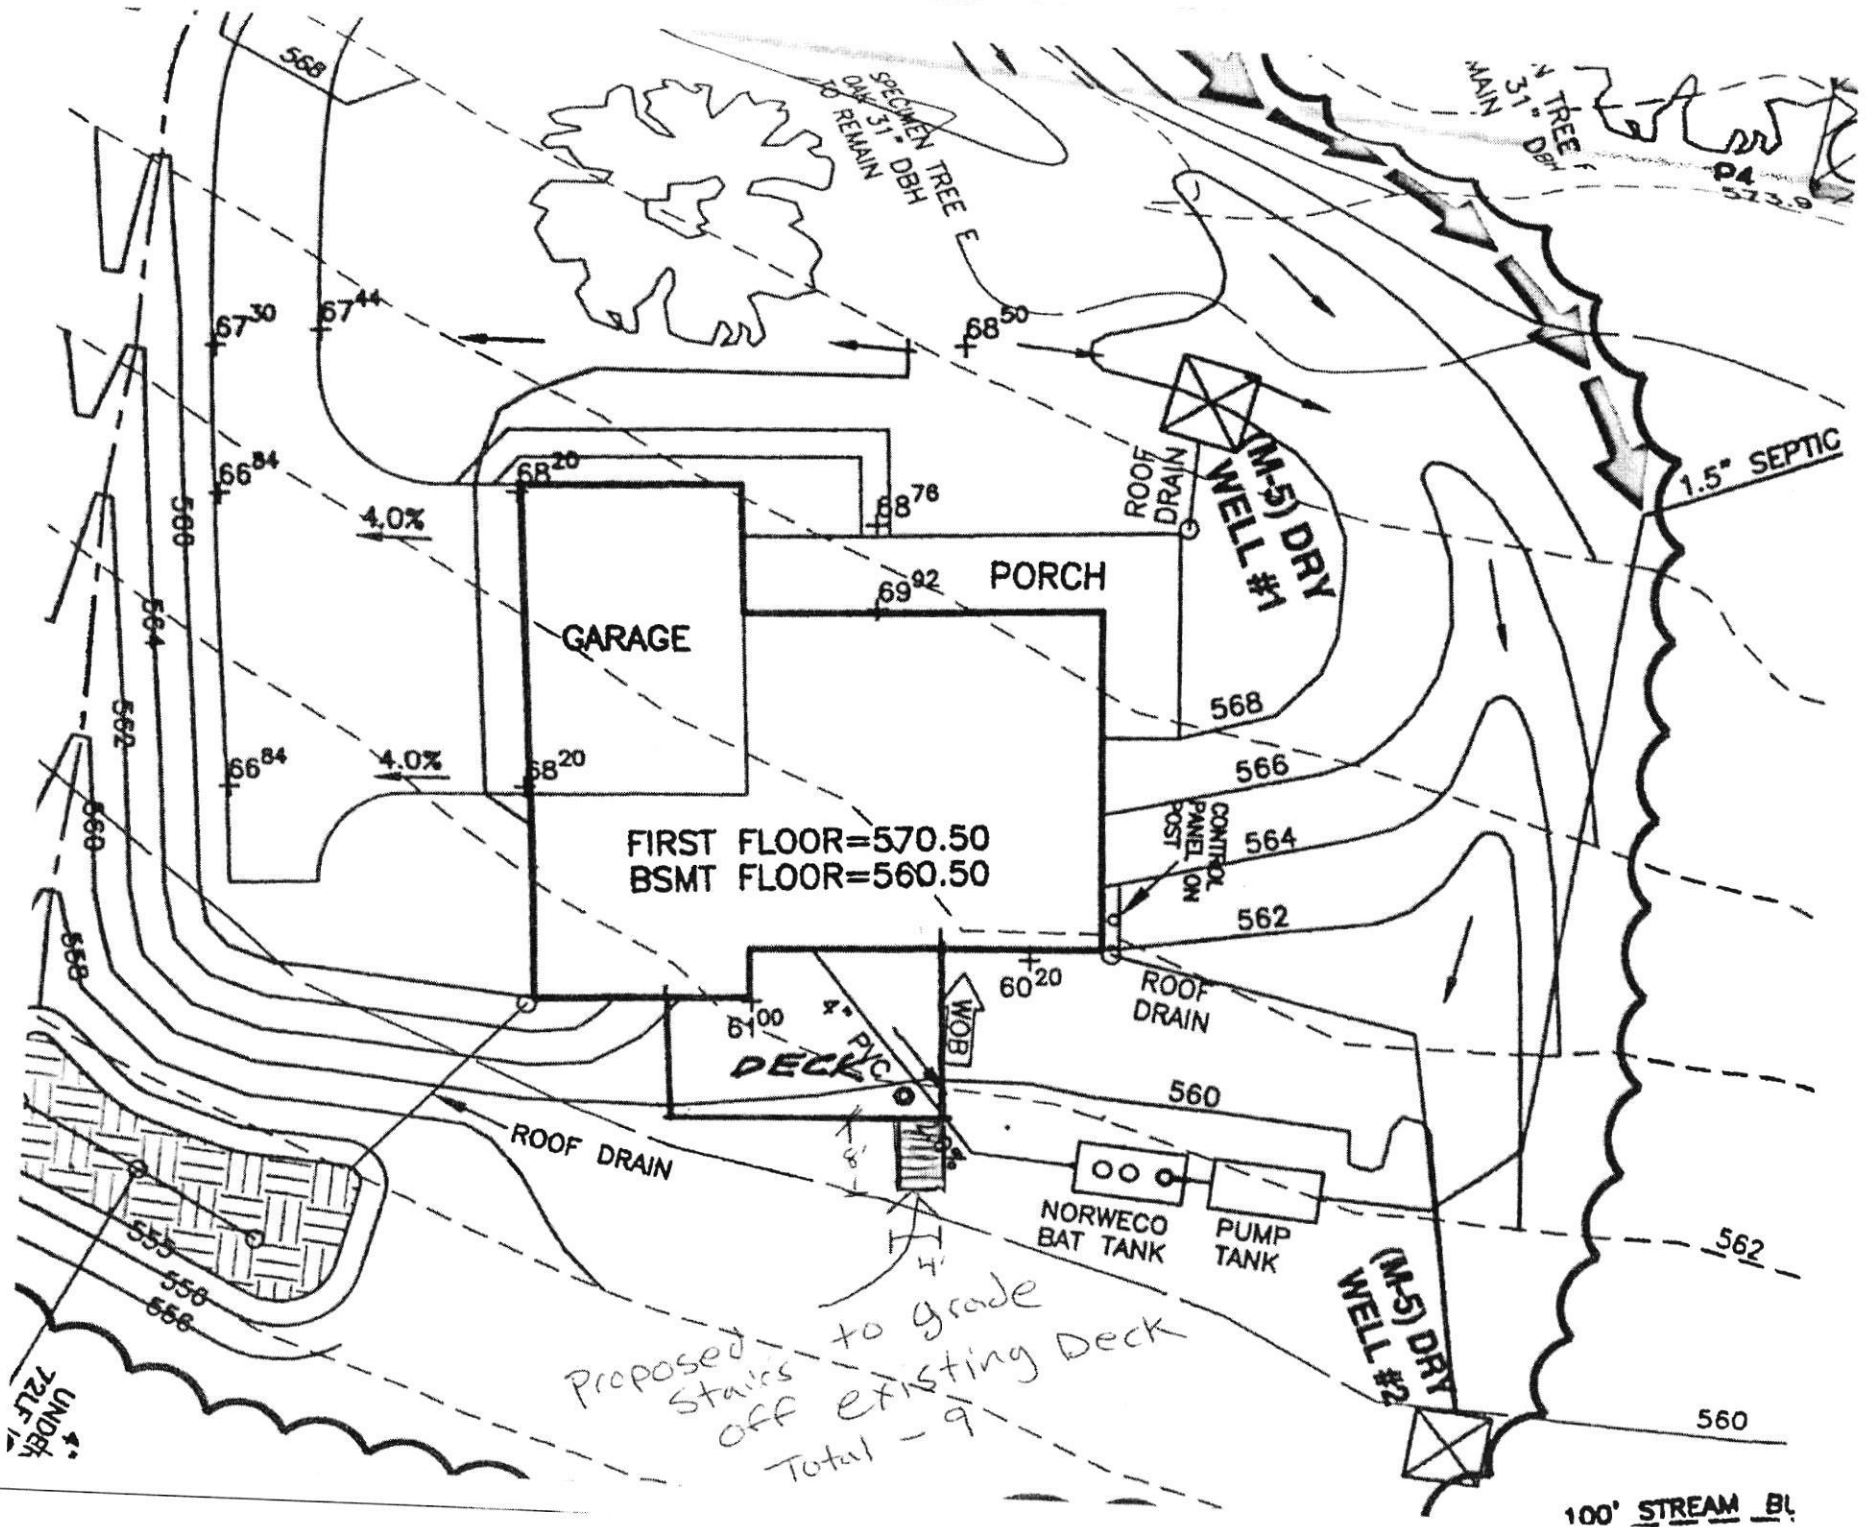 568
SPECIMEN TREE E
OAK 31" DBH
TO REMAIN
TREE F
31" DBH
MAIN
P4
573.9
67³⁰
67⁴⁴
68⁵⁰
66⁸⁴
68²⁰
68⁷⁶
4.0%
ROOF
DRAIN
(M-5) DRY
WELL #1
1.5" SEPTIC
PORCH
69⁹²
GARAGE
564
562
568
66⁸⁴
4.0%
68²⁰
566
560
FIRST FLOOR=570.50
BSMT FLOOR=560.50
CONTROL
PANEL ON
POST
564
562
558
61⁰⁰
60²⁰
ROOF
DRAIN
4" PVC
WOB
DECK
560
ROOF DRAIN
8'
4'
NORWECO
BAT TANK
PUMP
TANK
562
555
556
Proposed
Stairs to grade
off existing Deck
Total - 9
(M-5) DRY
WELL #2
560
4"
UNDER
72LF
100' STREAM